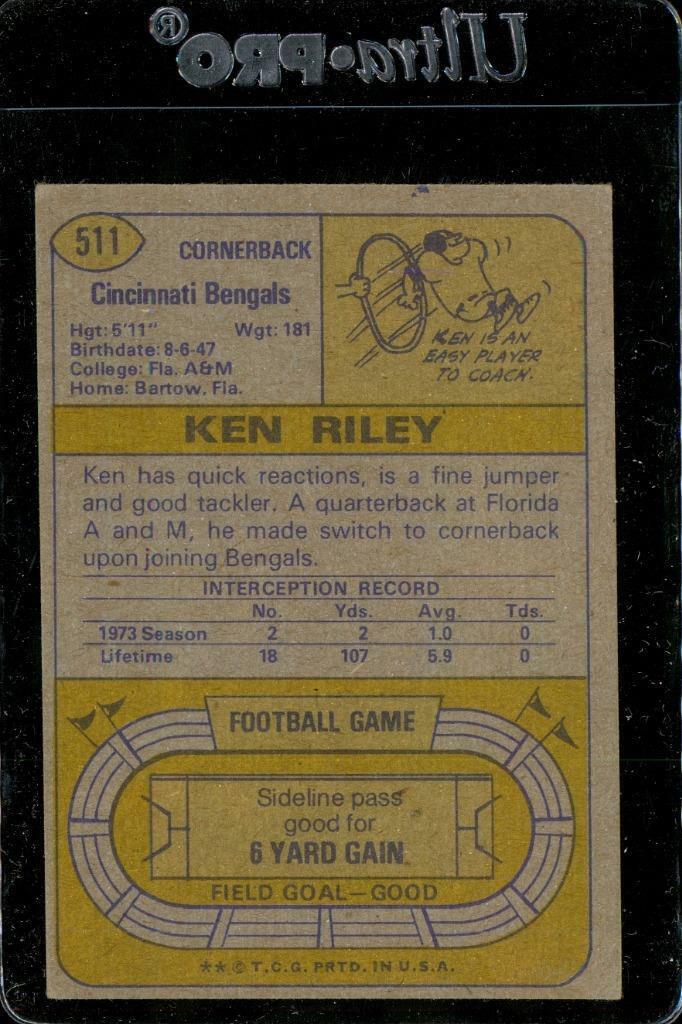 Ultra·PRO®
511
CORNERBACK
Cincinnati Bengals
Hgt: 5'11" Wgt: 181
Birthdate: 8-6-47
College: Fla. A&M
Home: Bartow, Fla.
KEN IS AN
EASY PLAYER
TO COACH.
KEN RILEY
Ken has quick reactions, is a fine jumper
and good tackler. A quarterback at Florida
A and M, he made switch to cornerback
upon joining Bengals.
INTERCEPTION RECORD
No. Yds. Avg. Tds.
1973 Season 2 2 1.0 0
Lifetime 18 107 5.9 0
FOOTBALL GAME
Sideline pass
good for
6 YARD GAIN
FIELD GOAL—GOOD
** © T.C.G. PRTD. IN U.S.A.